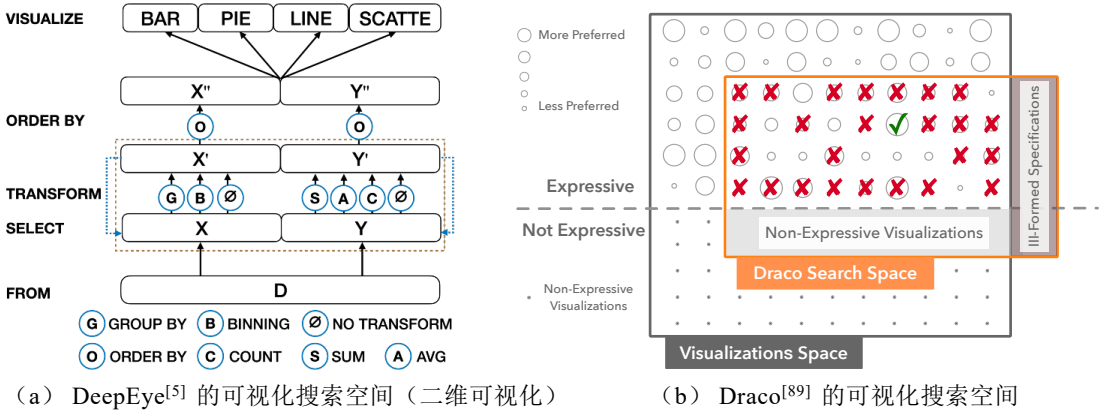 VISUALIZE
BAR PIE LINE SCATTE
X" Y"
ORDER BY
O O
X' Y'
TRANSFORM
G B Ø S A C Ø
SELECT
X Y
FROM
D
G GROUP BY B BINNING Ø NO TRANSFORM
O ORDER BY C COUNT S SUM A AVG
(a) DeepEye[5] 的可视化搜索空间（二维可视化）
More Preferred
Less Preferred
Expressive
Not Expressive
Non-Expressive Visualizations
Ill-Formed Specifications
Draco Search Space
Non-Expressive
Visualizations
Visualizations Space
(b) Draco[89] 的可视化搜索空间